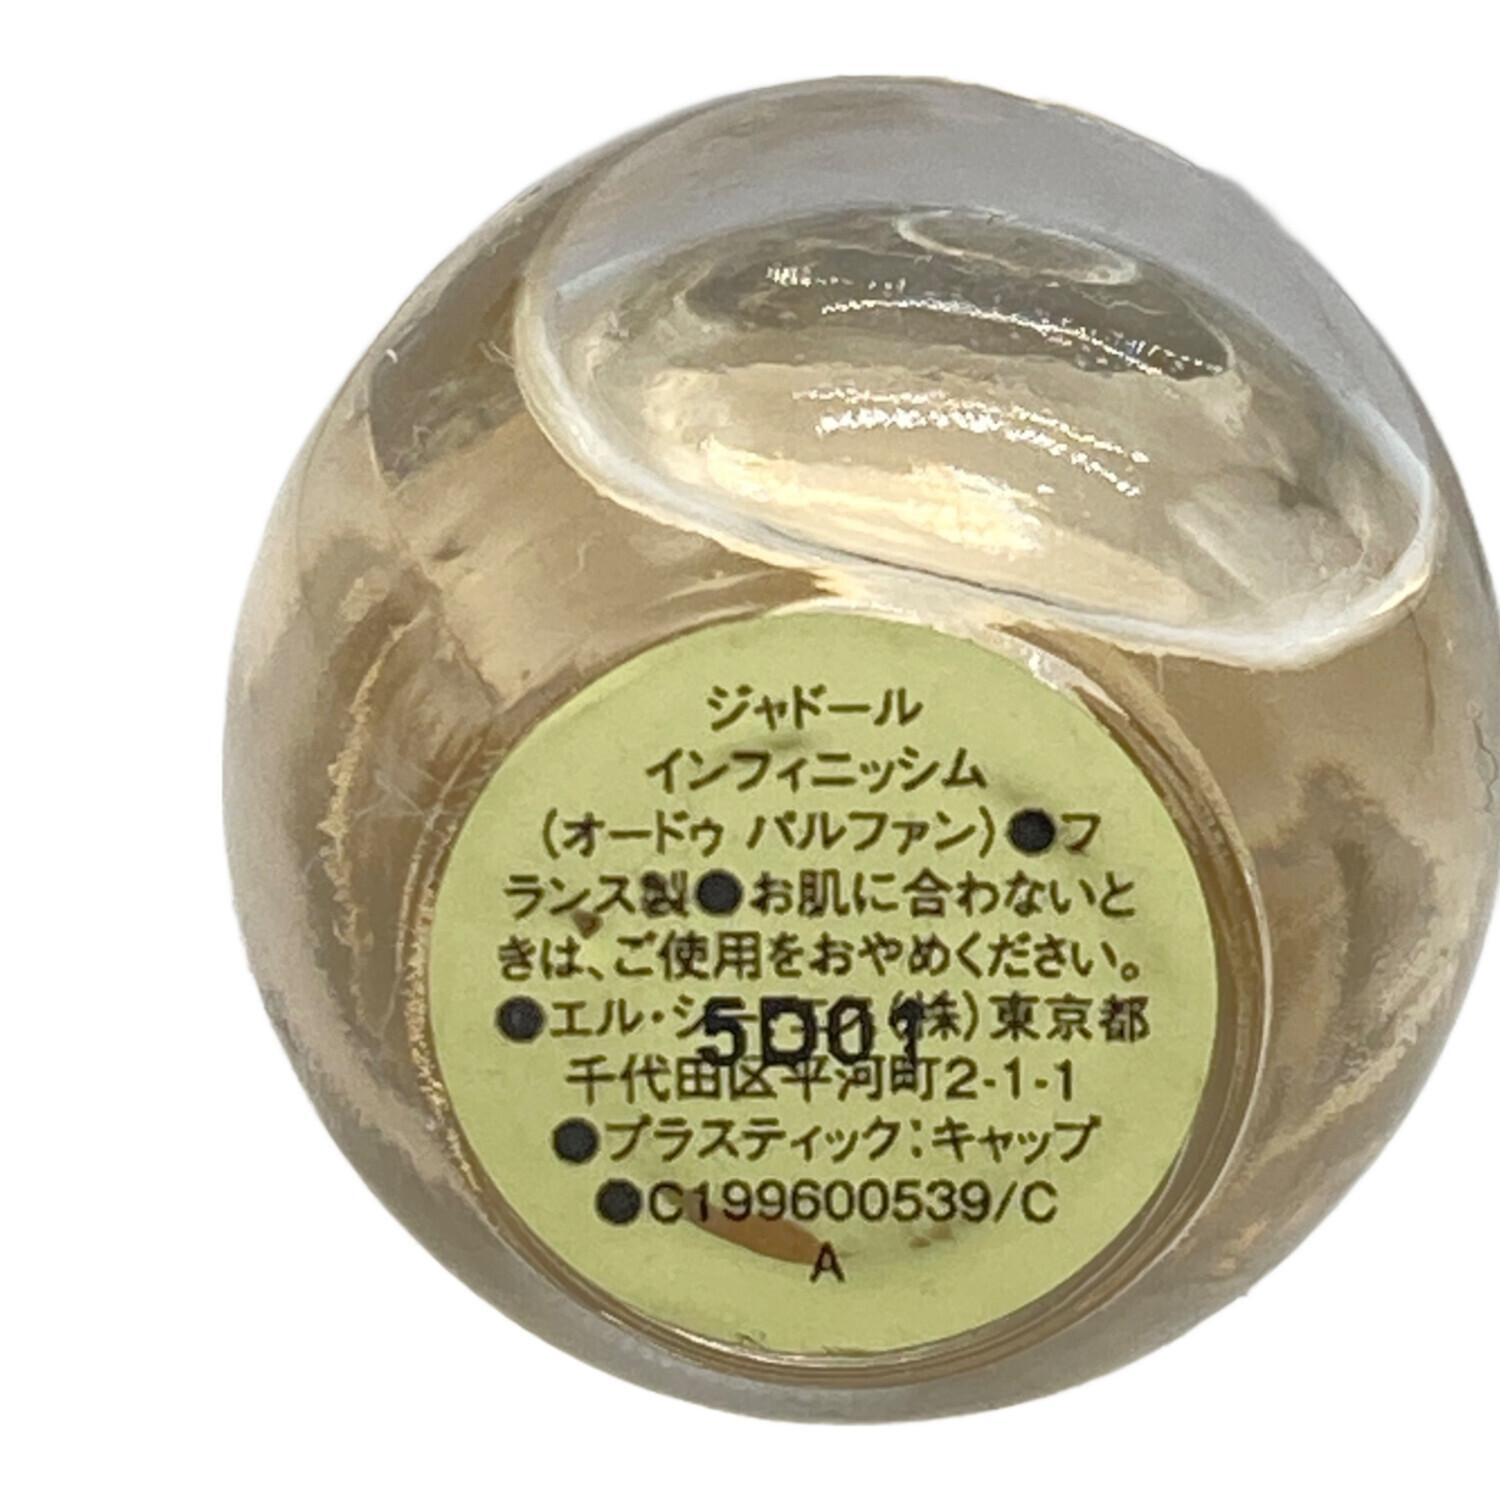 ジャドール
インフィニッシム
(オードゥ パルファン)●フ
ランス製●お肌に合わないと
きは、ご使用をおやめください。
●エル・シー・エー(株)東京都
5D01
千代田区平河町2-1-1
●プラスティック:キャップ
●C199600539/C
A